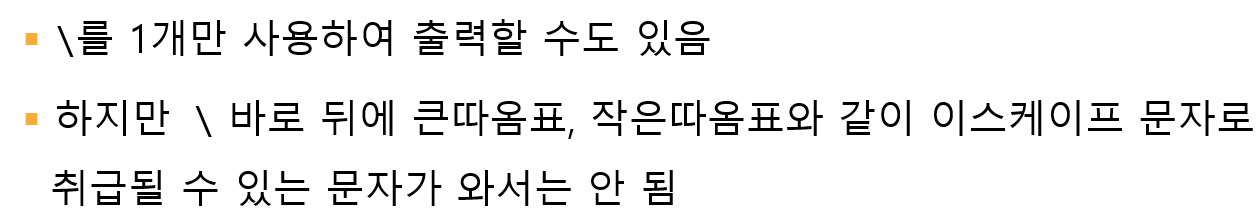 ▪ \를 1개만 사용하여 출력할 수도 있음
▪ 하지만 \ 바로 뒤에 큰따옴표, 작은따옴표와 같이 이스케이프 문자로
취급될 수 있는 문자가 와서는 안 됨